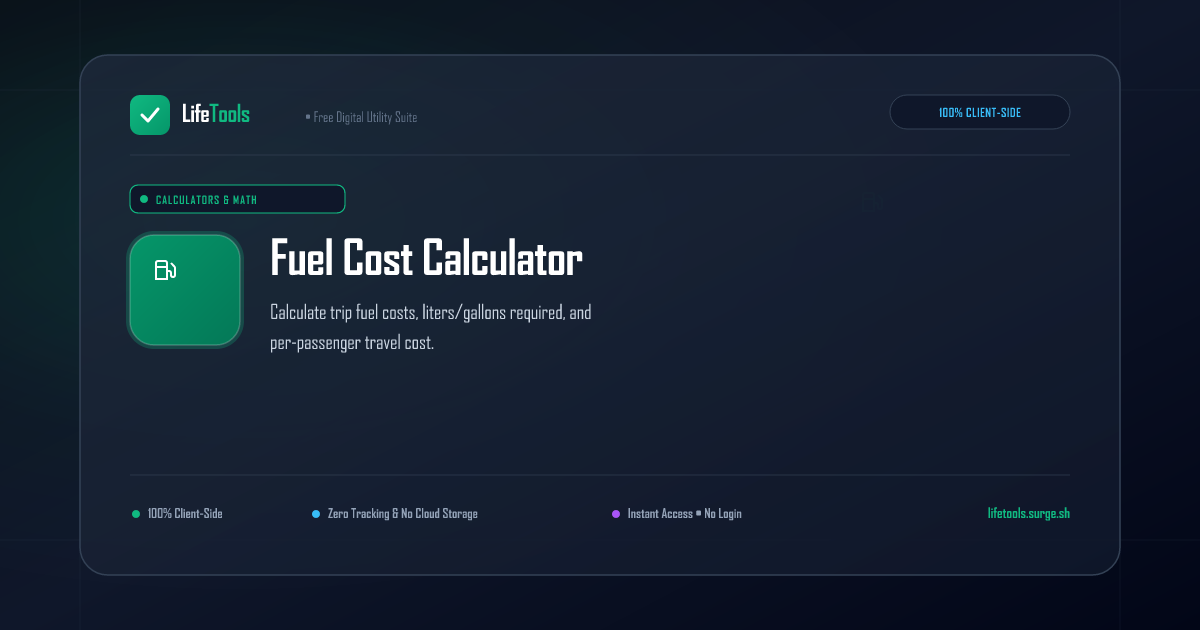 LifeTools
▪ Free Digital Utility Suite
100% CLIENT-SIDE
CALCULATORS & MATH
Fuel Cost Calculator
Calculate trip fuel costs, liters/gallons required, and
per-passenger travel cost.
100% Client-Side
Zero Tracking & No Cloud Storage
Instant Access ▪ No Login
lifetools.surge.sh